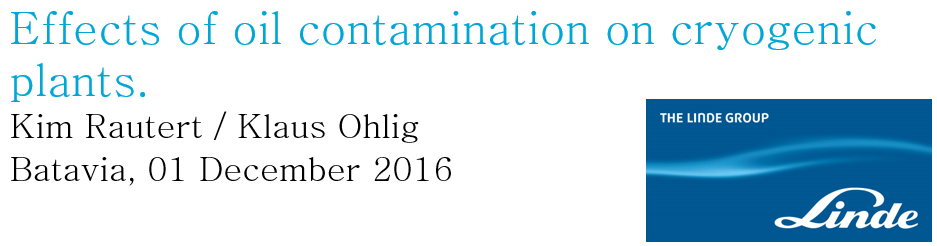 Effects of oil contamination on cryogenic
plants.
Kim Rautert / Klaus Ohlig
Batavia, 01 December 2016
THE LINDE GROUP
Linde